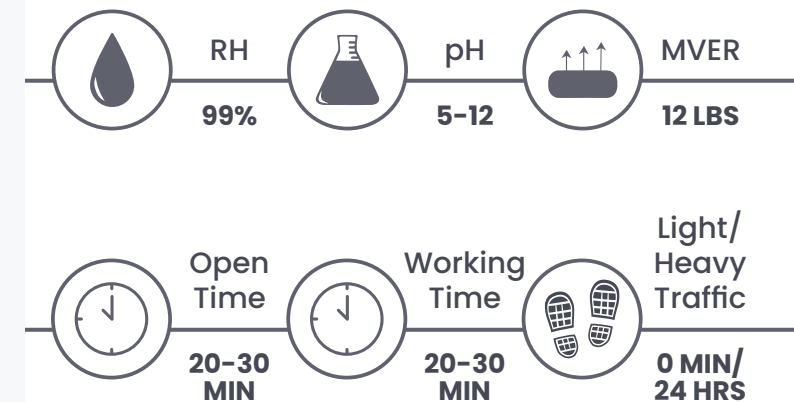 RH
99%
pH
5-12
MVER
12 LBS
Open
Time
20-30
MIN
Working
Time
20-30
MIN
Light/
Heavy
Traffic
0 MIN/
24 HRS